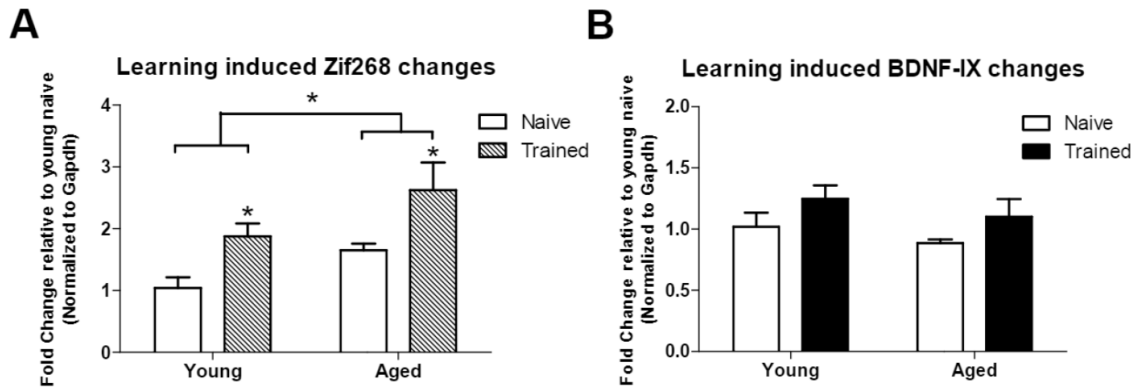 A
Learning induced Zif268 changes
Fold Change relative to young naive
(Normalized to Gapdh)
4
3
2
1
0
*
*
*
Naive
Trained
Young
Aged
B
Learning induced BDNF-IX changes
Fold Change relative to young naive
(Normalized to Gapdh)
2.0
1.5
1.0
0.5
0.0
Naive
Trained
Young
Aged